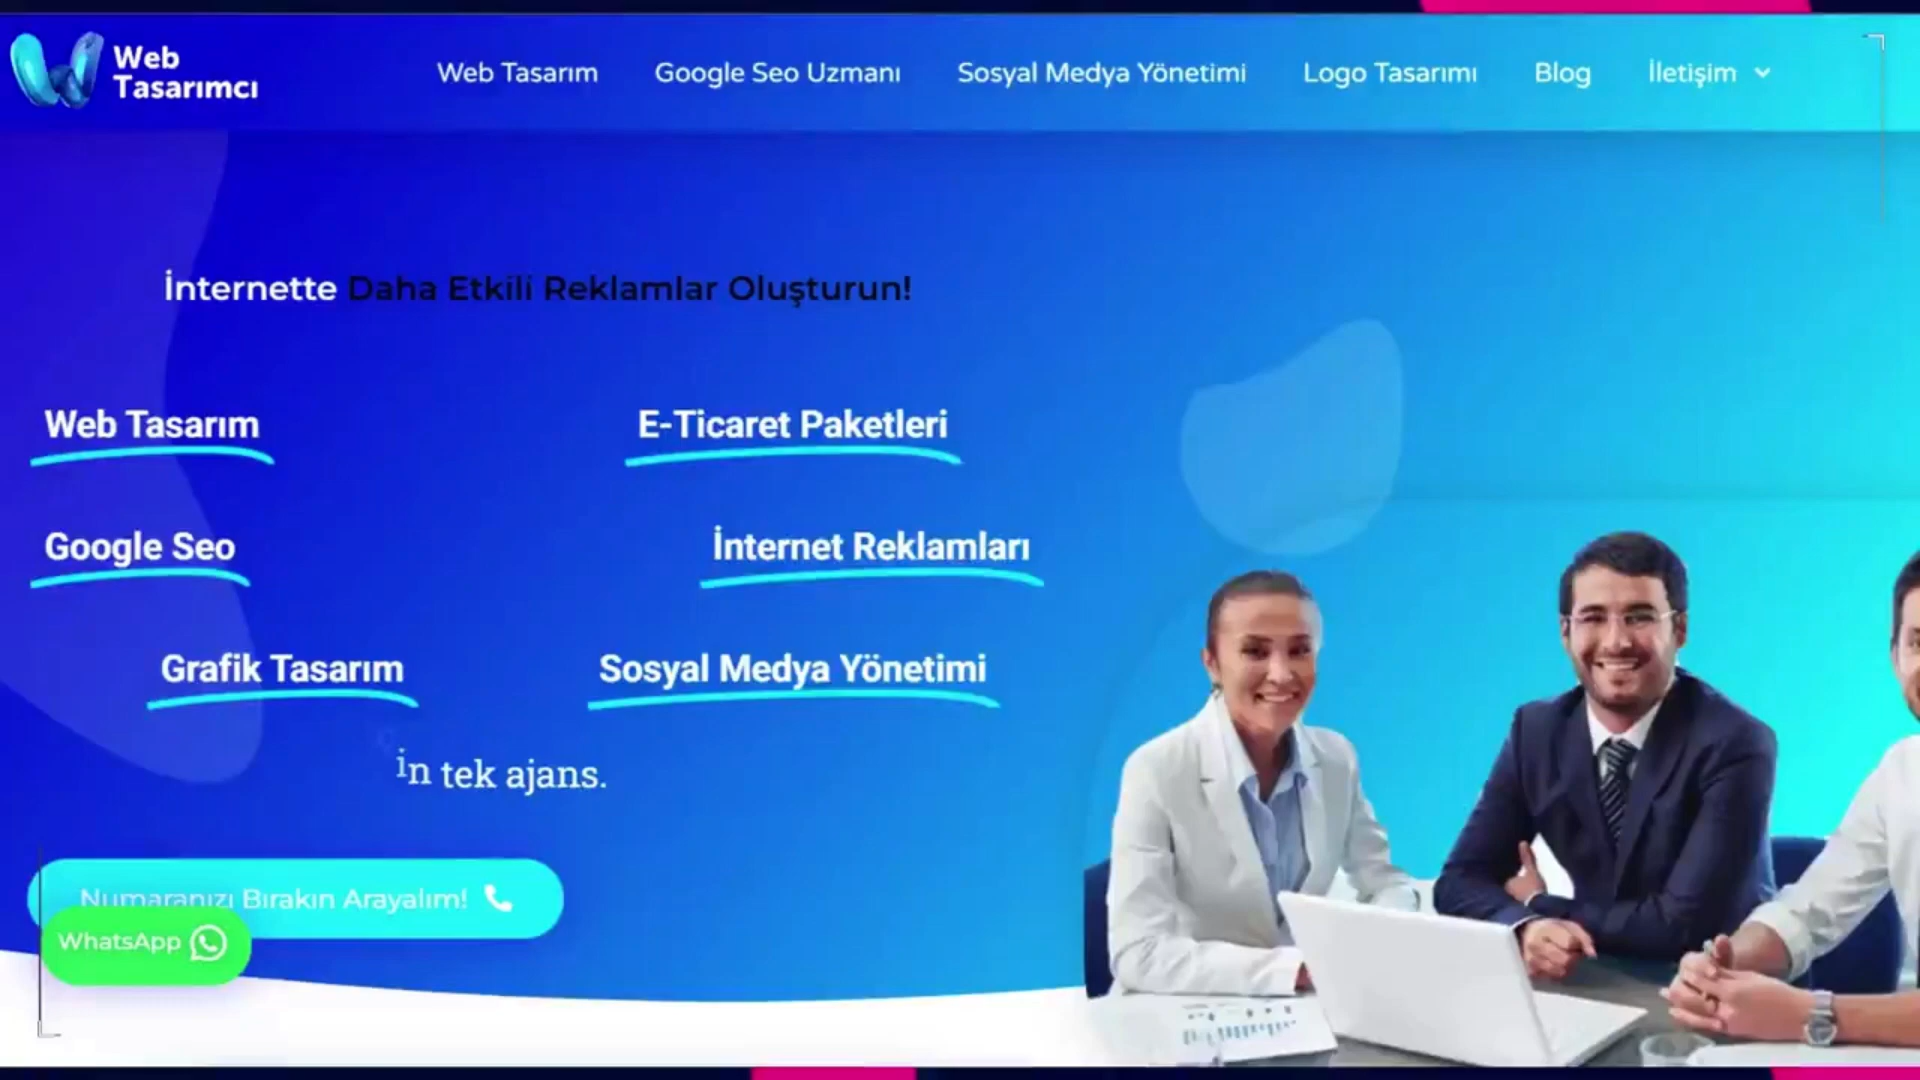 Web
Tasarımcı
Web Tasarım Google Seo Uzmanı Sosyal Medya Yönetimi Logo Tasarımı Blog İletişim
İnternette Daha Etkili Reklamlar Oluşturun!
Web Tasarım E-Ticaret Paketleri
Google Seo İnternet Reklamları
Grafik Tasarım Sosyal Medya Yönetimi
in tek ajans.
Numaranızı Bırakın Arayalım!
WhatsApp